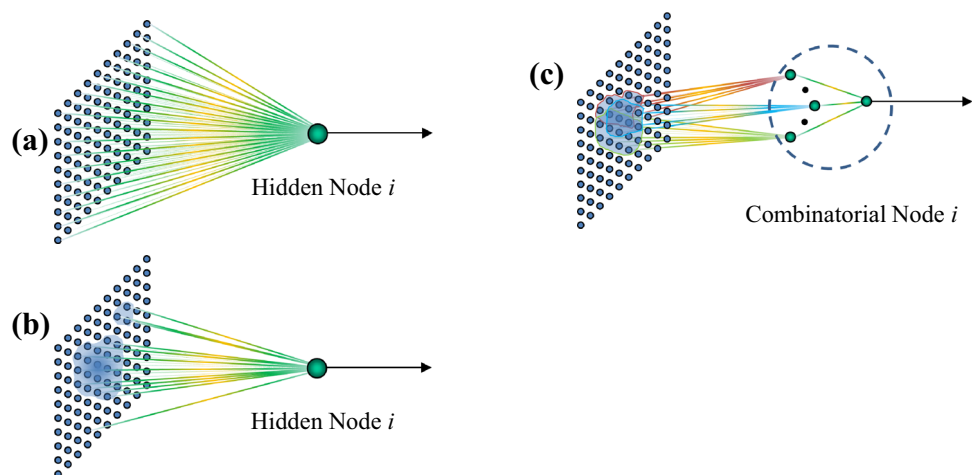 (a)
Hidden Node i
(b)
Hidden Node i
(c)
Combinatorial Node i